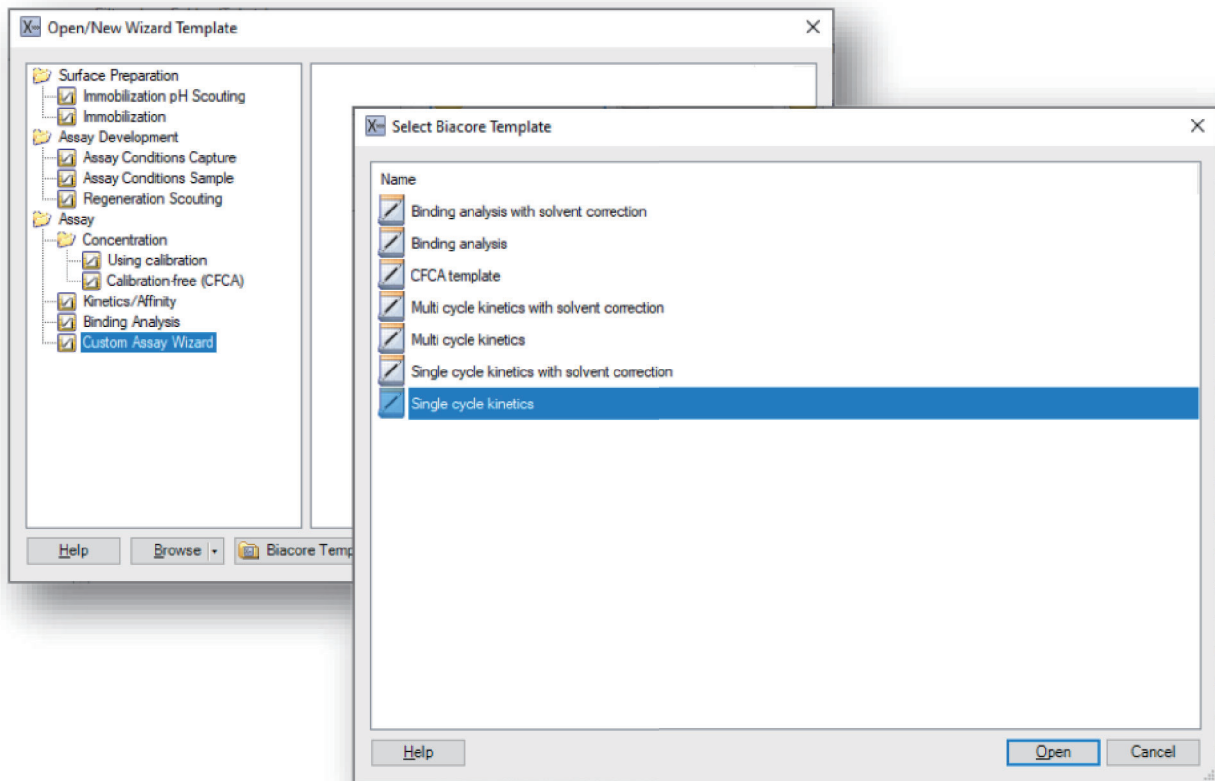 Open/New Wizard Template
Surface Preparation
Immobilization pH Scouting
Immobilization
Assay Development
Assay Conditions Capture
Assay Conditions Sample
Regeneration Scouting
Assay
Concentration
Using calibration
Calibration-free (CFCA)
Kinetics/Affinity
Binding Analysis
Custom Assay Wizard
Help
Browse
Biacore Temp
Select Biacore Template
Name
Binding analysis with solvent correction
Binding analysis
CFCA template
Multi cycle kinetics with solvent correction
Multi cycle kinetics
Single cycle kinetics with solvent correction
Single cycle kinetics
Help
Open
Cancel